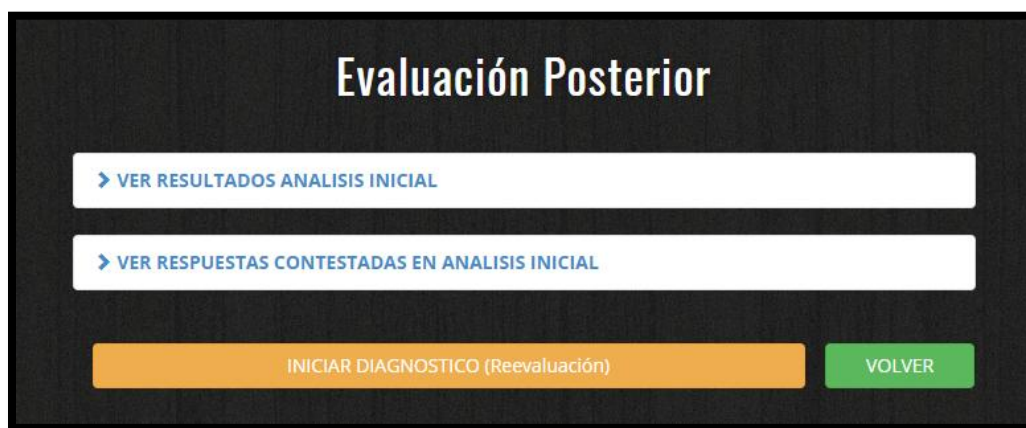 Evaluación Posterior
VER RESULTADOS ANALISIS INICIAL
VER RESPUESTAS CONTESTADAS EN ANALISIS INICIAL
INICIAR DIAGNOSTICO (Reevaluación)
VOLVER